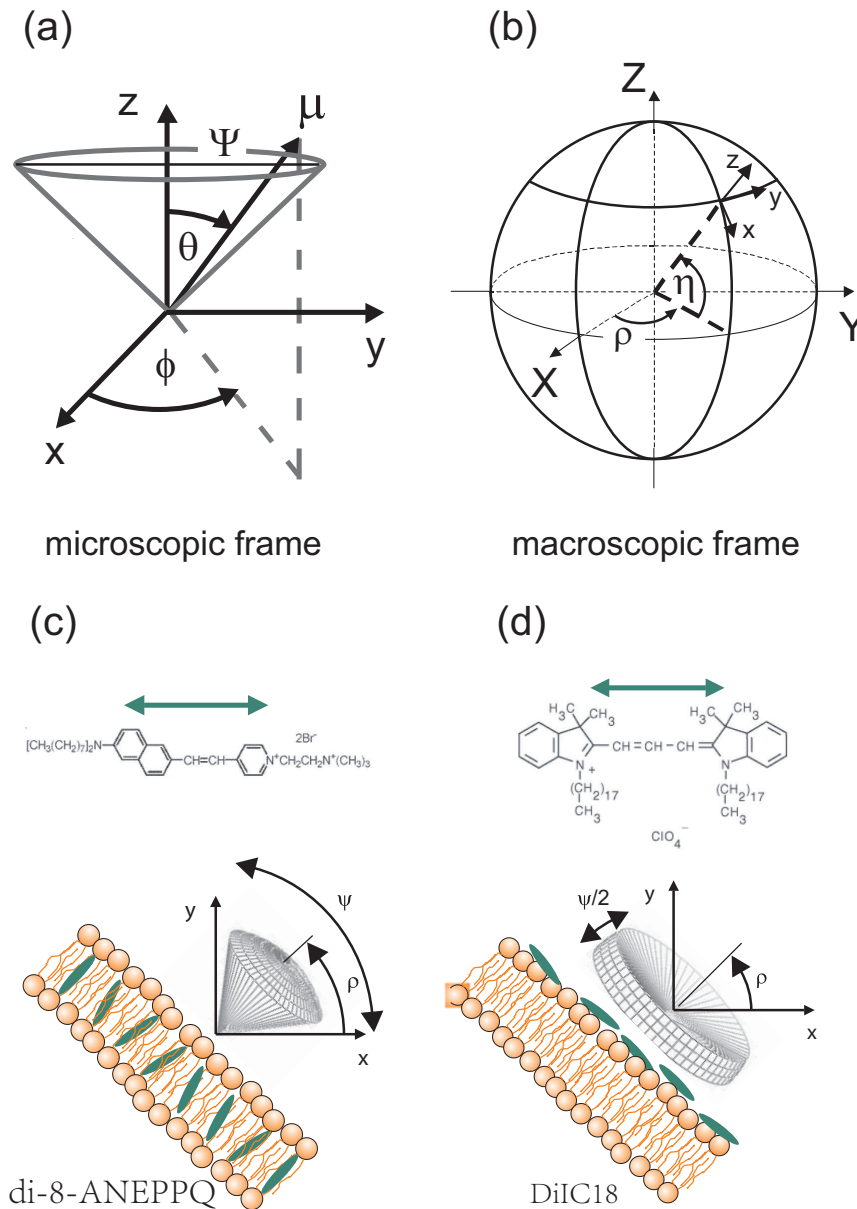 (a)
z
Ψ
μ
θ
y
ϕ
x
microscopic frame
(b)
Z
z
y
x
η
Y
ρ
X
macroscopic frame
(c)
[CH₃(CH₂)₇]₂N
CH=CH
2Br⁻
N⁺-CH₂CH₂N⁺(CH₃)₃
y
ψ
ρ
x
di-8-ANEPPQ
(d)
H₃C CH₃ H₃C CH₃
CH-CH=CH
N N
+
(CH₂)₁₇ (CH₂)₁₇
CH₃ CH₃
ClO₄⁻
ψ/2
y
ρ
x
DiIC18